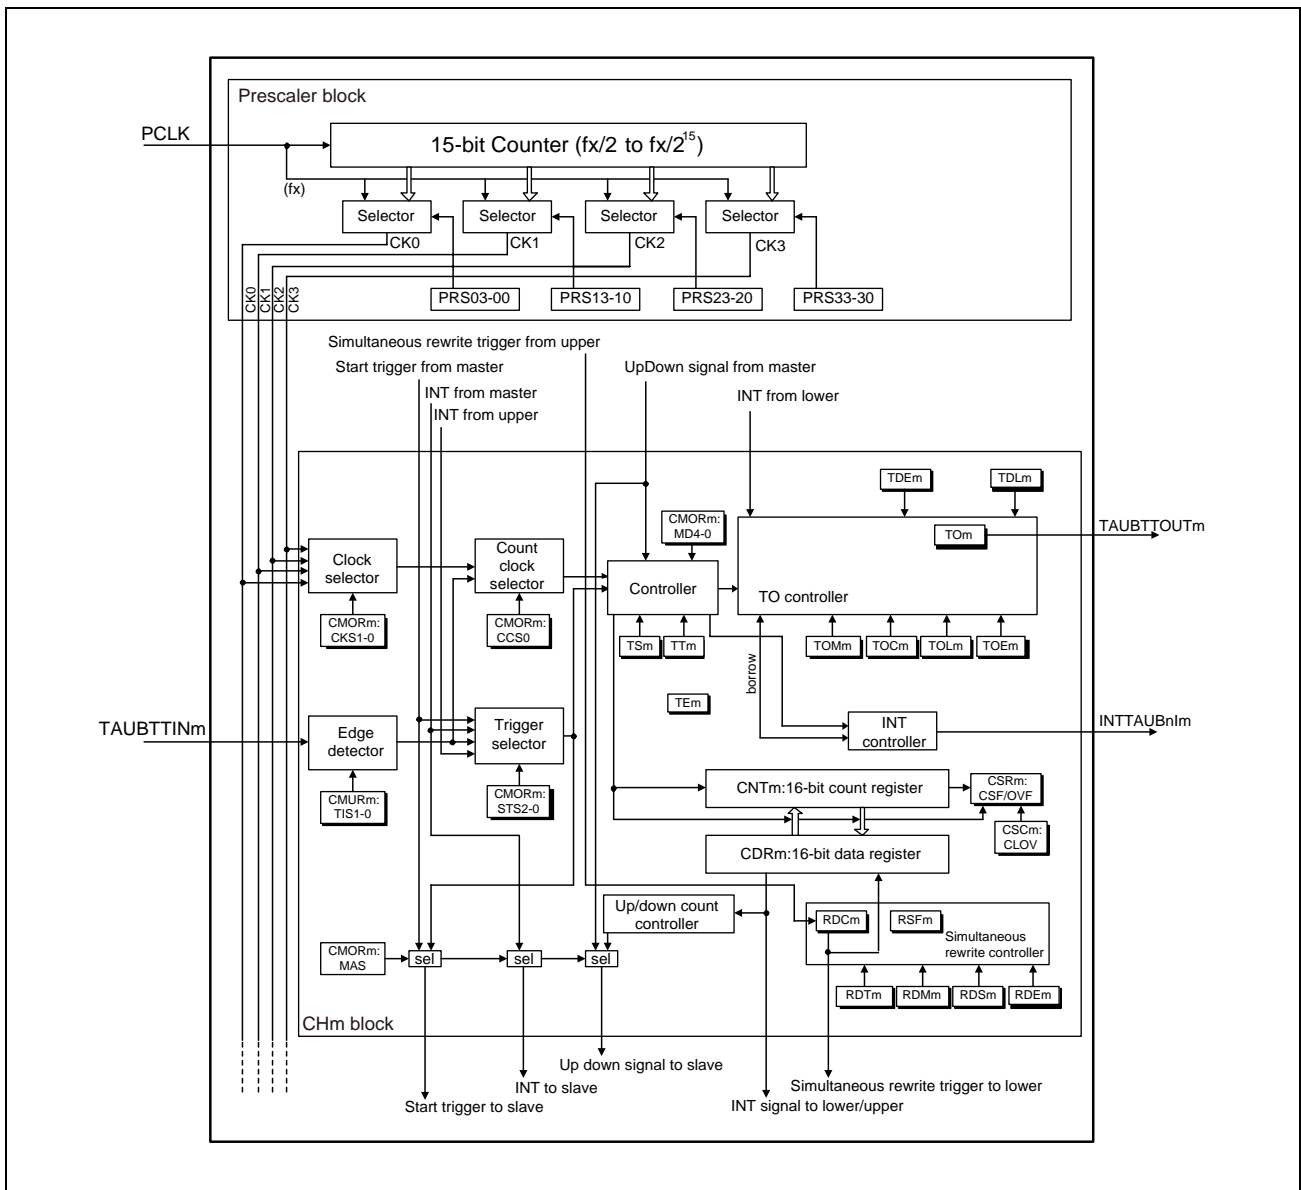 Prescaler block
PCLK
15-bit Counter (fx/2 to fx/2^15)
(fx)
Selector
Selector
Selector
Selector
CK0
CK1
CK2
CK3
CK0
CK1
CK2
CK3
PRS03-00
PRS13-10
PRS23-20
PRS33-30
Simultaneous rewrite trigger from upper
Start trigger from master
UpDown signal from master
INT from master
INT from lower
INT from upper
TDEm
TDLm
CMORm:
MD4-0
TOm
TAUBTTOUTm
Clock
selector
Count
clock
selector
Controller
TO controller
CMORm:
CKS1-0
CMORm:
CCS0
TSm
TTm
TOMm
TOCm
TOLm
TOEm
borrow
TEm
TAUBTTINm
Edge
detector
Trigger
selector
INT
controller
INTTAUBnIm
CMURm:
TIS1-0
CMORm:
STS2-0
CNTm:16-bit count register
CSRm:
CSF/OVF
CSCm:
CLOV
CDRm:16-bit data register
Up/down count
controller
RDCm
RSFm
Simultaneous
rewrite controller
CMORm:
MAS
sel
sel
sel
RDTm
RDMm
RDSm
RDEm
CHm block
Up down signal to slave
INT to slave
Simultaneous rewrite trigger to lower
Start trigger to slave
INT signal to lower/upper